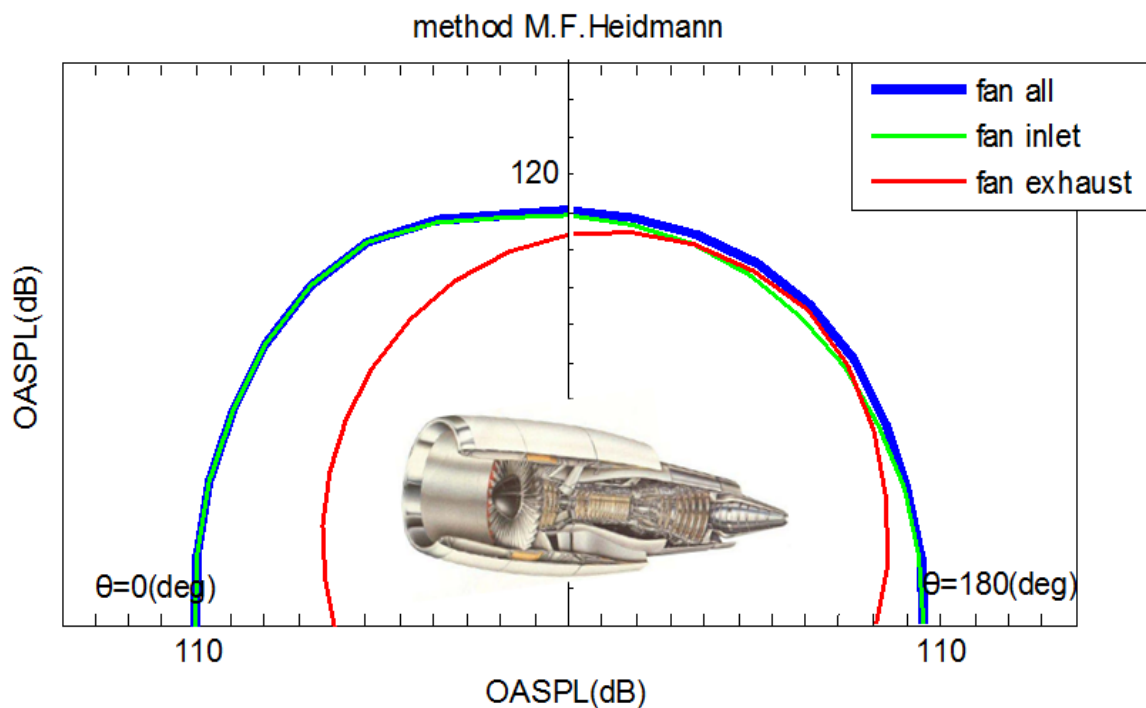 method M.F.Heidmann
fan all
fan inlet
fan exhaust
120
OASPL(dB)
θ=0(deg)
θ=180(deg)
110
110
OASPL(dB)